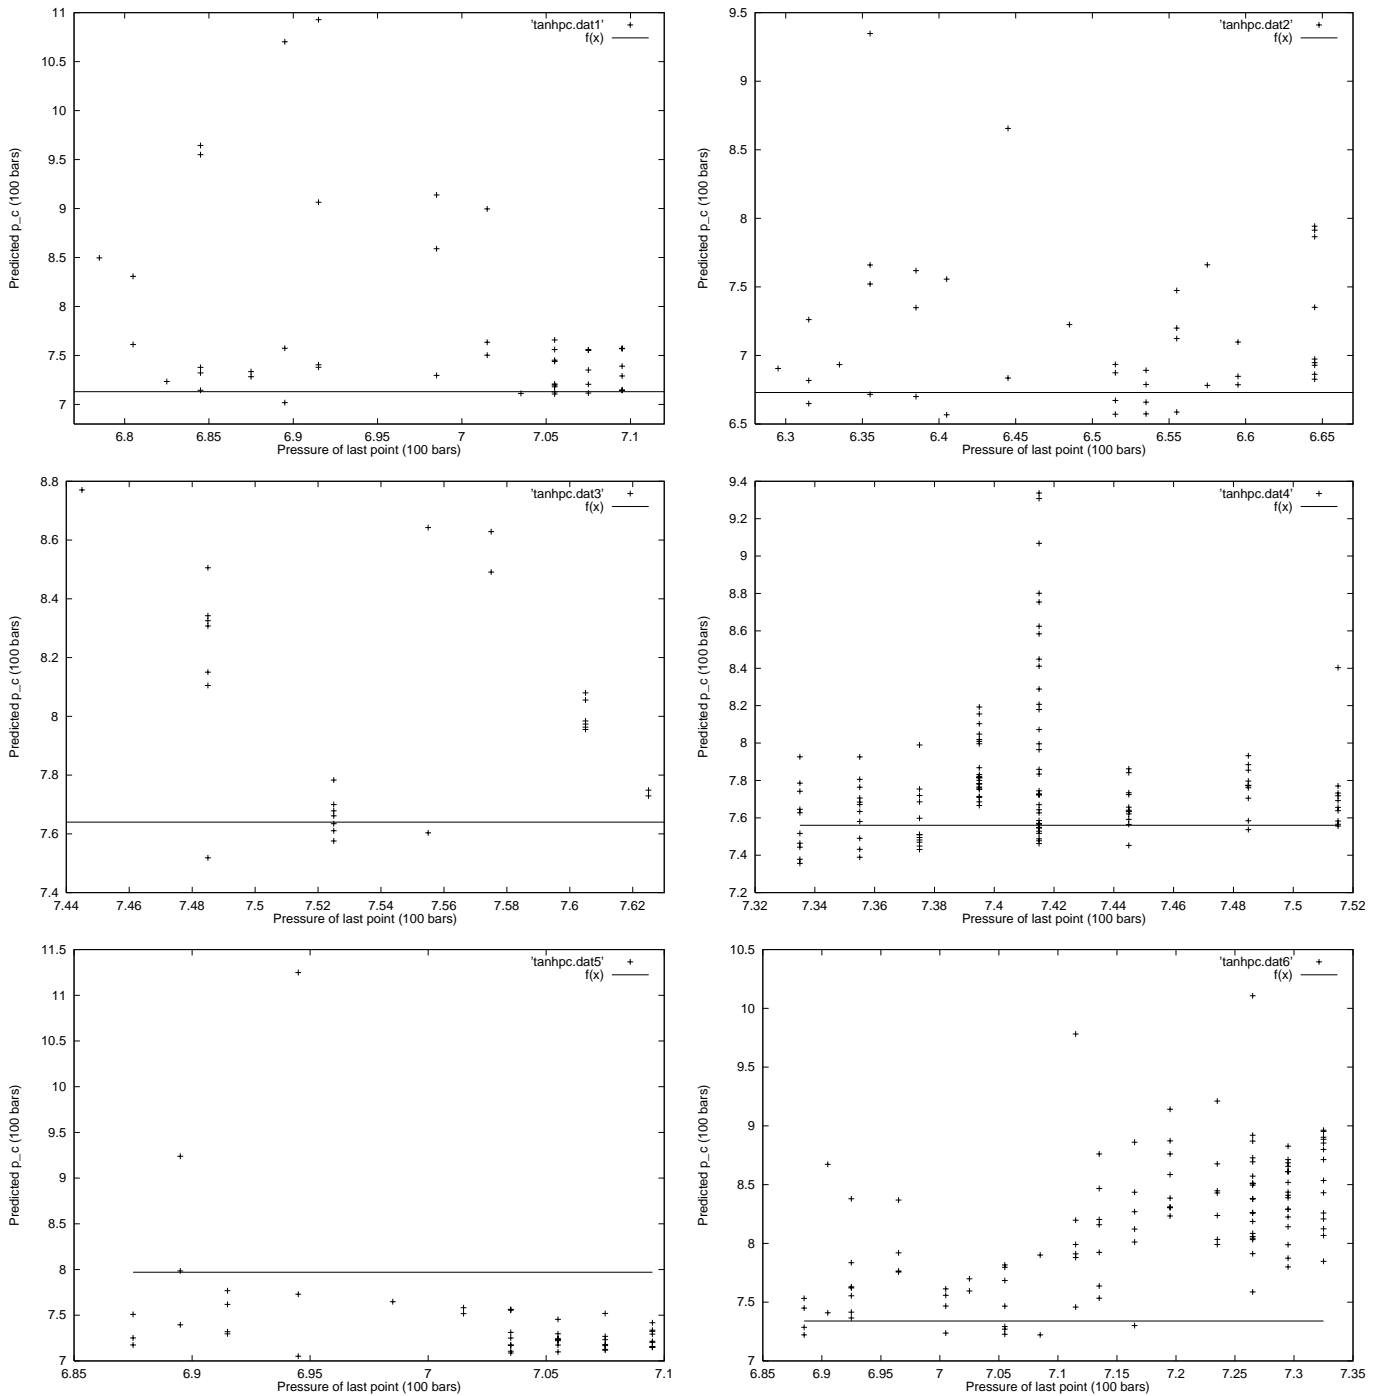 11
10.5
10
9.5
9
8.5
8
7.5
7
Predicted p_c (100 bars)
'tanhpc.dat1'
f(x)
6.8 6.85 6.9 6.95 7 7.05 7.1
Pressure of last point (100 bars)
9.5
9
8.5
8
7.5
7
6.5
Predicted p_c (100 bars)
'tanhpc.dat2'
f(x)
6.3 6.35 6.4 6.45 6.5 6.55 6.6 6.65
Pressure of last point (100 bars)
8.8
8.6
8.4
8.2
8
7.8
7.6
7.4
Predicted p_c (100 bars)
'tanhpc.dat3'
f(x)
7.44 7.46 7.48 7.5 7.52 7.54 7.56 7.58 7.6 7.62
Pressure of last point (100 bars)
9.4
9.2
9
8.8
8.6
8.4
8.2
8
7.8
7.6
7.4
7.2
Predicted p_c (100 bars)
'tanhpc.dat4'
f(x)
7.32 7.34 7.36 7.38 7.4 7.42 7.44 7.46 7.48 7.5 7.52
Pressure of last point (100 bars)
11.5
11
10.5
10
9.5
9
8.5
8
7.5
7
Predicted p_c (100 bars)
'tanhpc.dat5'
f(x)
6.85 6.9 6.95 7 7.05 7.1
Pressure of last point (100 bars)
10.5
10
9.5
9
8.5
8
7.5
7
Predicted p_c (100 bars)
'tanhpc.dat6'
f(x)
6.85 6.9 6.95 7 7.05 7.1 7.15 7.2 7.25 7.3 7.35
Pressure of last point (100 bars)